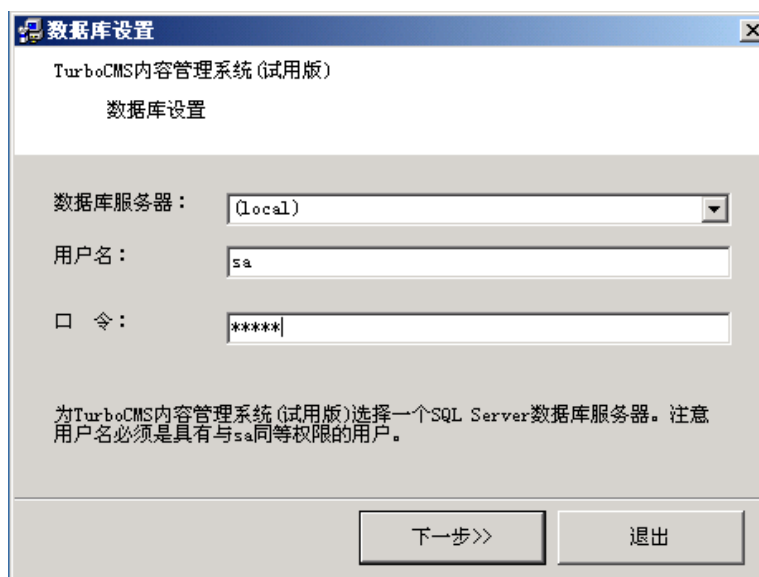 数据库设置
TurboCMS内容管理系统(试用版)
数据库设置
数据库服务器：
(local)
用户名：
sa
口 令：
*****
为TurboCMS内容管理系统(试用版)选择一个SQL Server数据库服务器。注意
用户名必须是具有与sa同等权限的用户。
下一步>>
退出